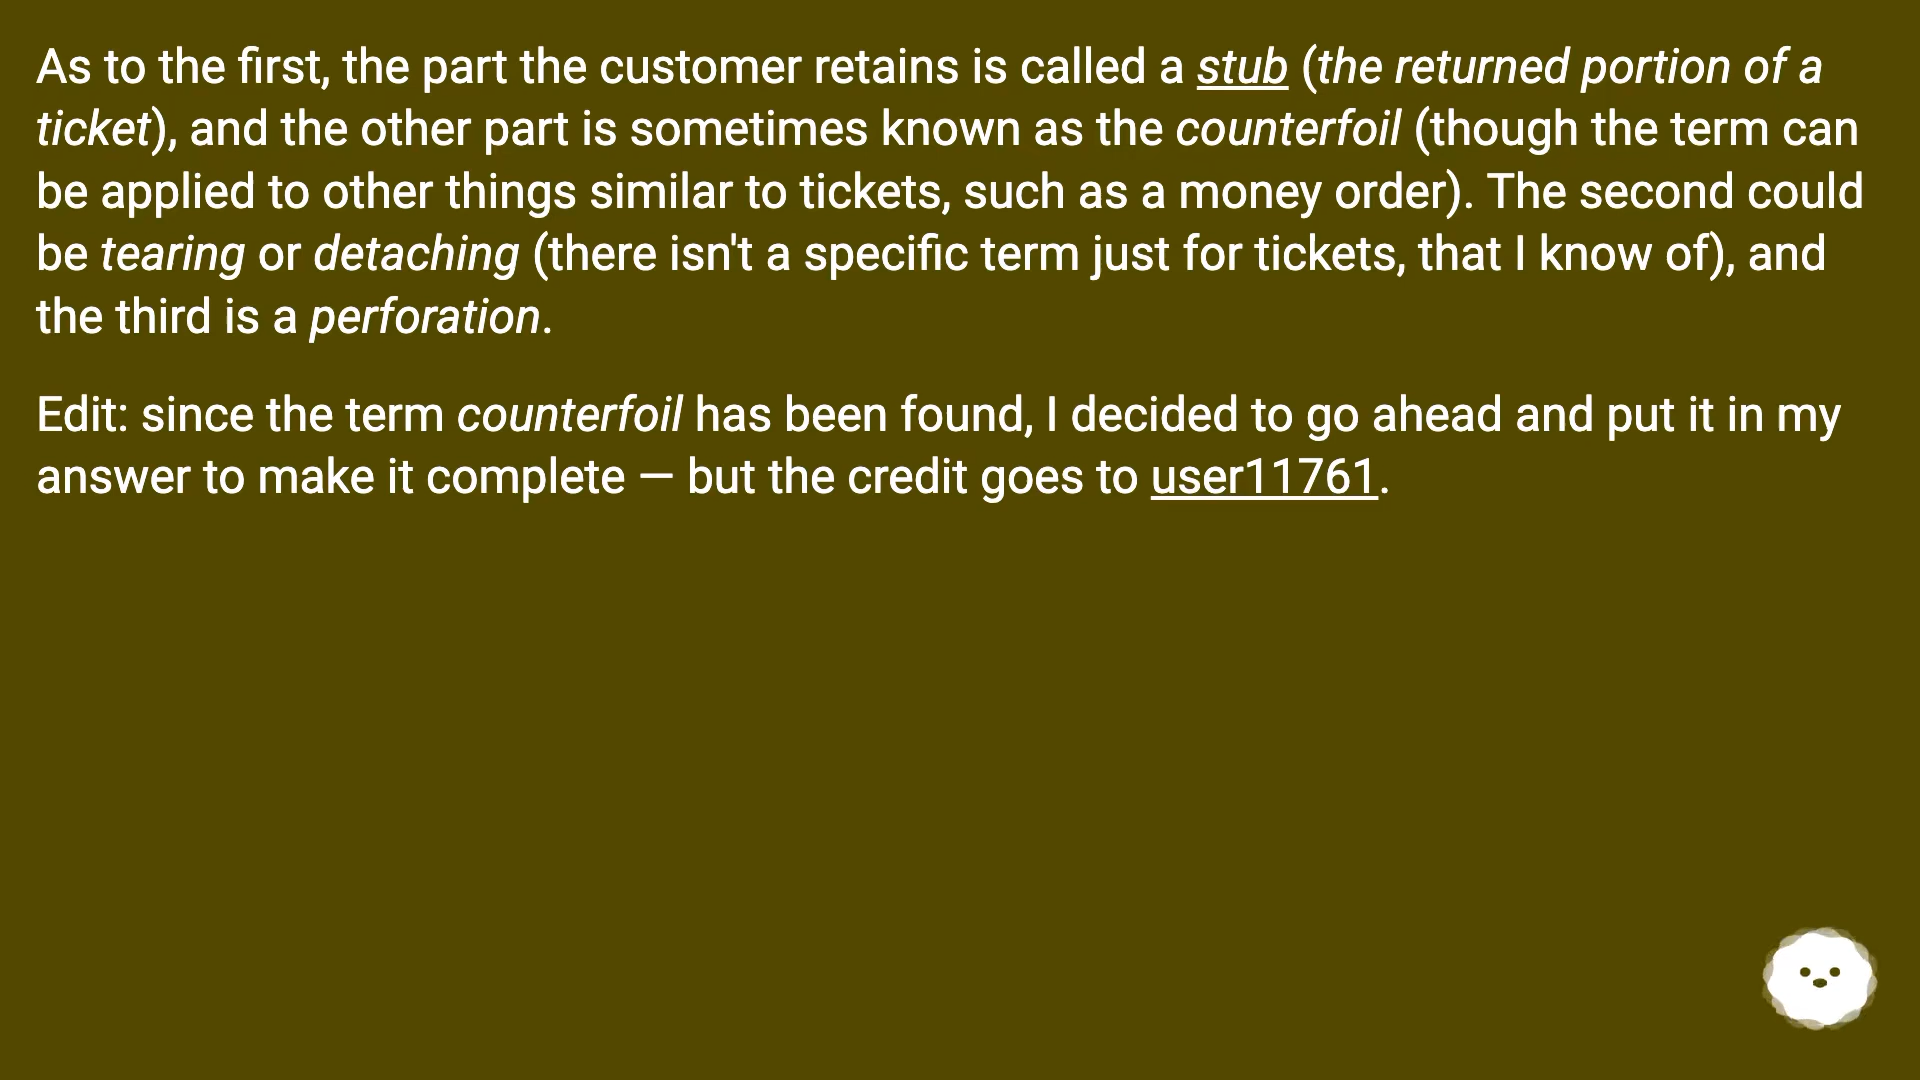 As to the first, the part the customer retains is called a stub (the returned portion of a
ticket), and the other part is sometimes known as the counterfoil (though the term can
be applied to other things similar to tickets, such as a money order). The second could
be tearing or detaching (there isn't a specific term just for tickets, that I know of), and
the third is a perforation.
Edit: since the term counterfoil has been found, I decided to go ahead and put it in my
answer to make it complete — but the credit goes to user11761.